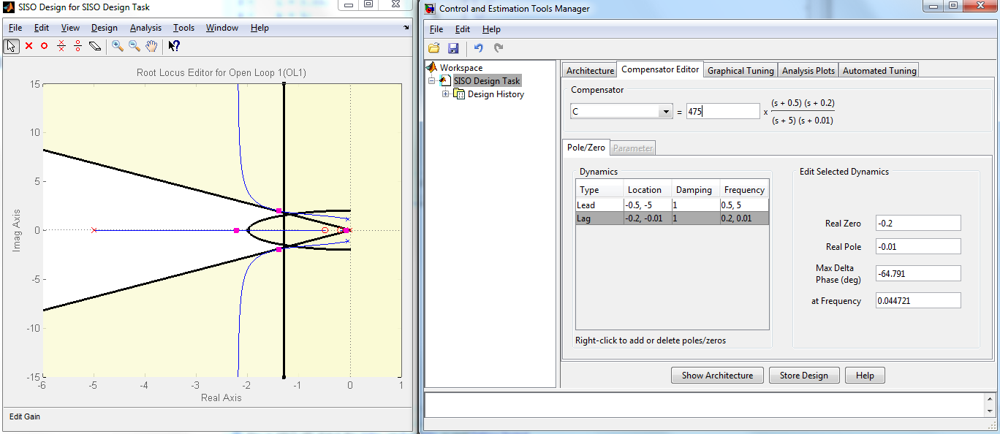 SISO Design for SISO Design Task
File Edit View Design Analysis Tools Window Help
Root Locus Editor for Open Loop 1(OL1)
15
10
5
0
-5
-10
-15
-6 -5 -4 -3 -2 -1 0 1
Imag Axis
Real Axis
Edit Gain
Control and Estimation Tools Manager
File Edit Help
Workspace
SISO Design Task
Design History
Architecture Compensator Editor Graphical Tuning Analysis Plots Automated Tuning
Compensator
C = 475 x (s + 0.5) (s + 0.2)
(s + 5) (s + 0.01)
Pole/Zero Parameter
Dynamics
Type Location Damping Frequency
Lead -0.5, -5 1 0.5, 5
Lag -0.2, -0.01 1 0.2, 0.01
Right-click to add or delete poles/zeros
Edit Selected Dynamics
Real Zero -0.2
Real Pole -0.01
Max Delta
Phase (deg) -64.791
at Frequency 0.044721
Show Architecture Store Design Help